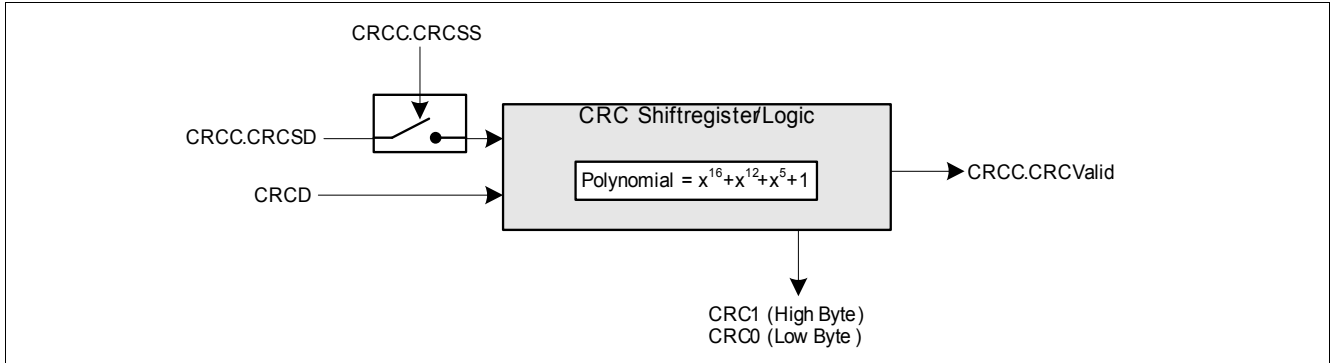 CRCC.CRCSS
CRC Shiftregister/Logic
CRCC.CRCSD
Polynomial = x¹⁶+x¹²+x⁵+1
CRCC.CRCValid
CRCD
CRC1 (High Byte)
CRC0 (Low Byte)